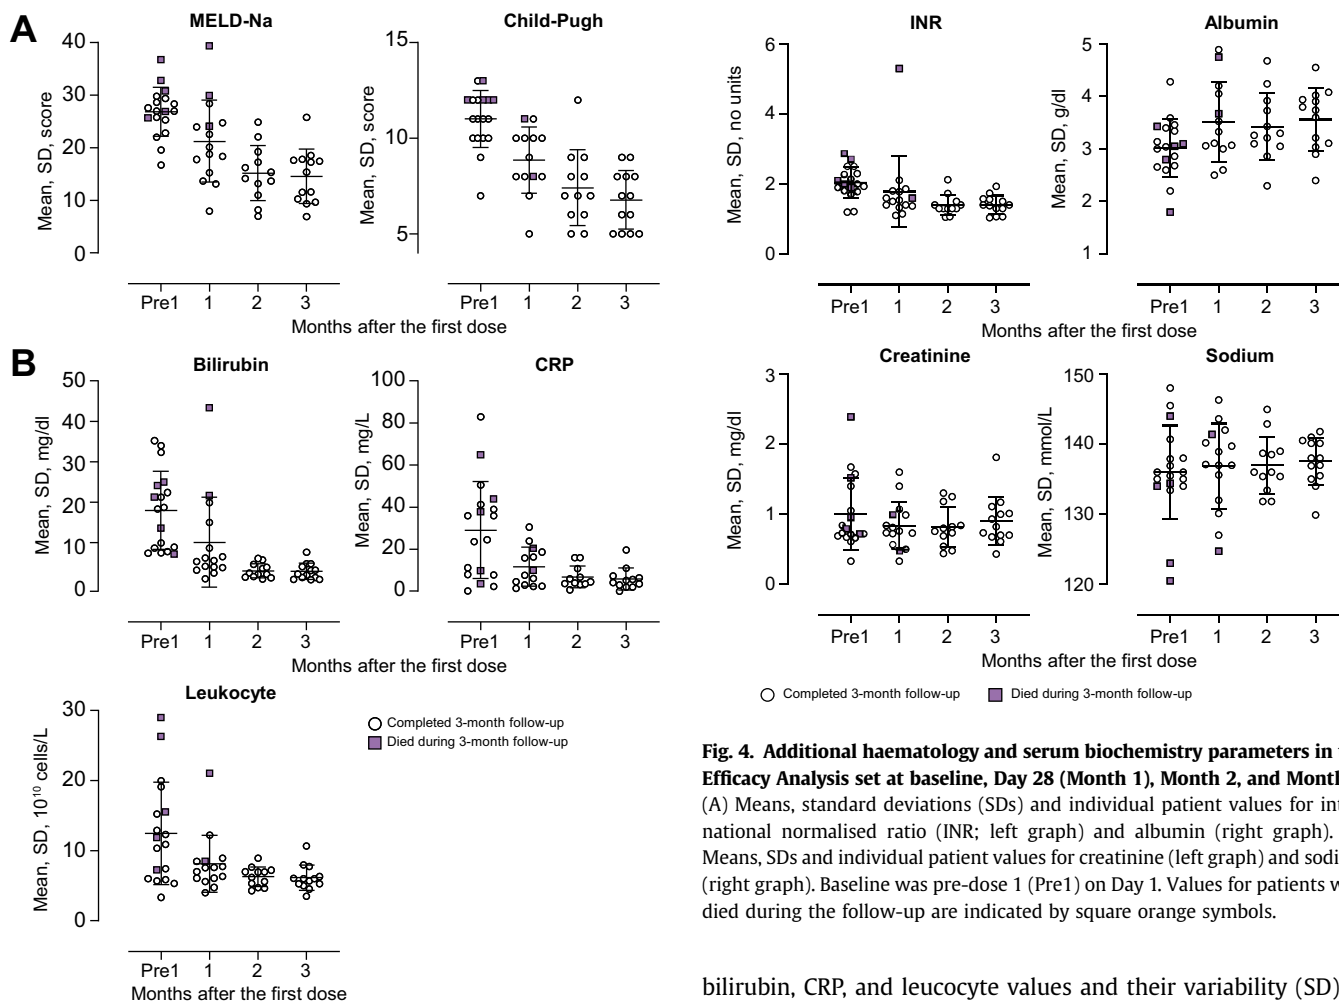 A
MELD-Na
Mean, SD, score
40
30
20
10
0
Pre1 1 2 3
Child-Pugh
Mean, SD, score
15
10
5
Pre1 1 2 3
Months after the first dose
B
Bilirubin
Mean, SD, mg/dl
50
40
30
20
10
0
Pre1 1 2 3
CRP
Mean, SD, mg/L
100
80
60
40
20
0
Pre1 1 2 3
Months after the first dose
Leukocyte
Mean, SD, 10¹⁰ cells/L
30
20
10
0
Pre1 1 2 3
Months after the first dose
Completed 3-month follow-up
Died during 3-month follow-up
INR
Mean, SD, no units
6
4
2
0
Pre1 1 2 3
Albumin
Mean, SD, g/dl
5
4
3
2
1
Pre1 1 2 3
Months after the first dose
Creatinine
Mean, SD, mg/dl
3
2
1
0
Pre1 1 2 3
Sodium
Mean, SD, mmol/L
150
140
130
120
Pre1 1 2 3
Months after the first dose
Completed 3-month follow-up Died during 3-month follow-up
Fig. 4. Additional haematology and serum biochemistry parameters in
Efficacy Analysis set at baseline, Day 28 (Month 1), Month 2, and Month
(A) Means, standard deviations (SDs) and individual patient values for int
national normalised ratio (INR; left graph) and albumin (right graph).
Means, SDs and individual patient values for creatinine (left graph) and sodi
(right graph). Baseline was pre-dose 1 (Pre1) on Day 1. Values for patients w
died during the follow-up are indicated by square orange symbols.
bilirubin, CRP, and leucocyte values and their variability (SD)